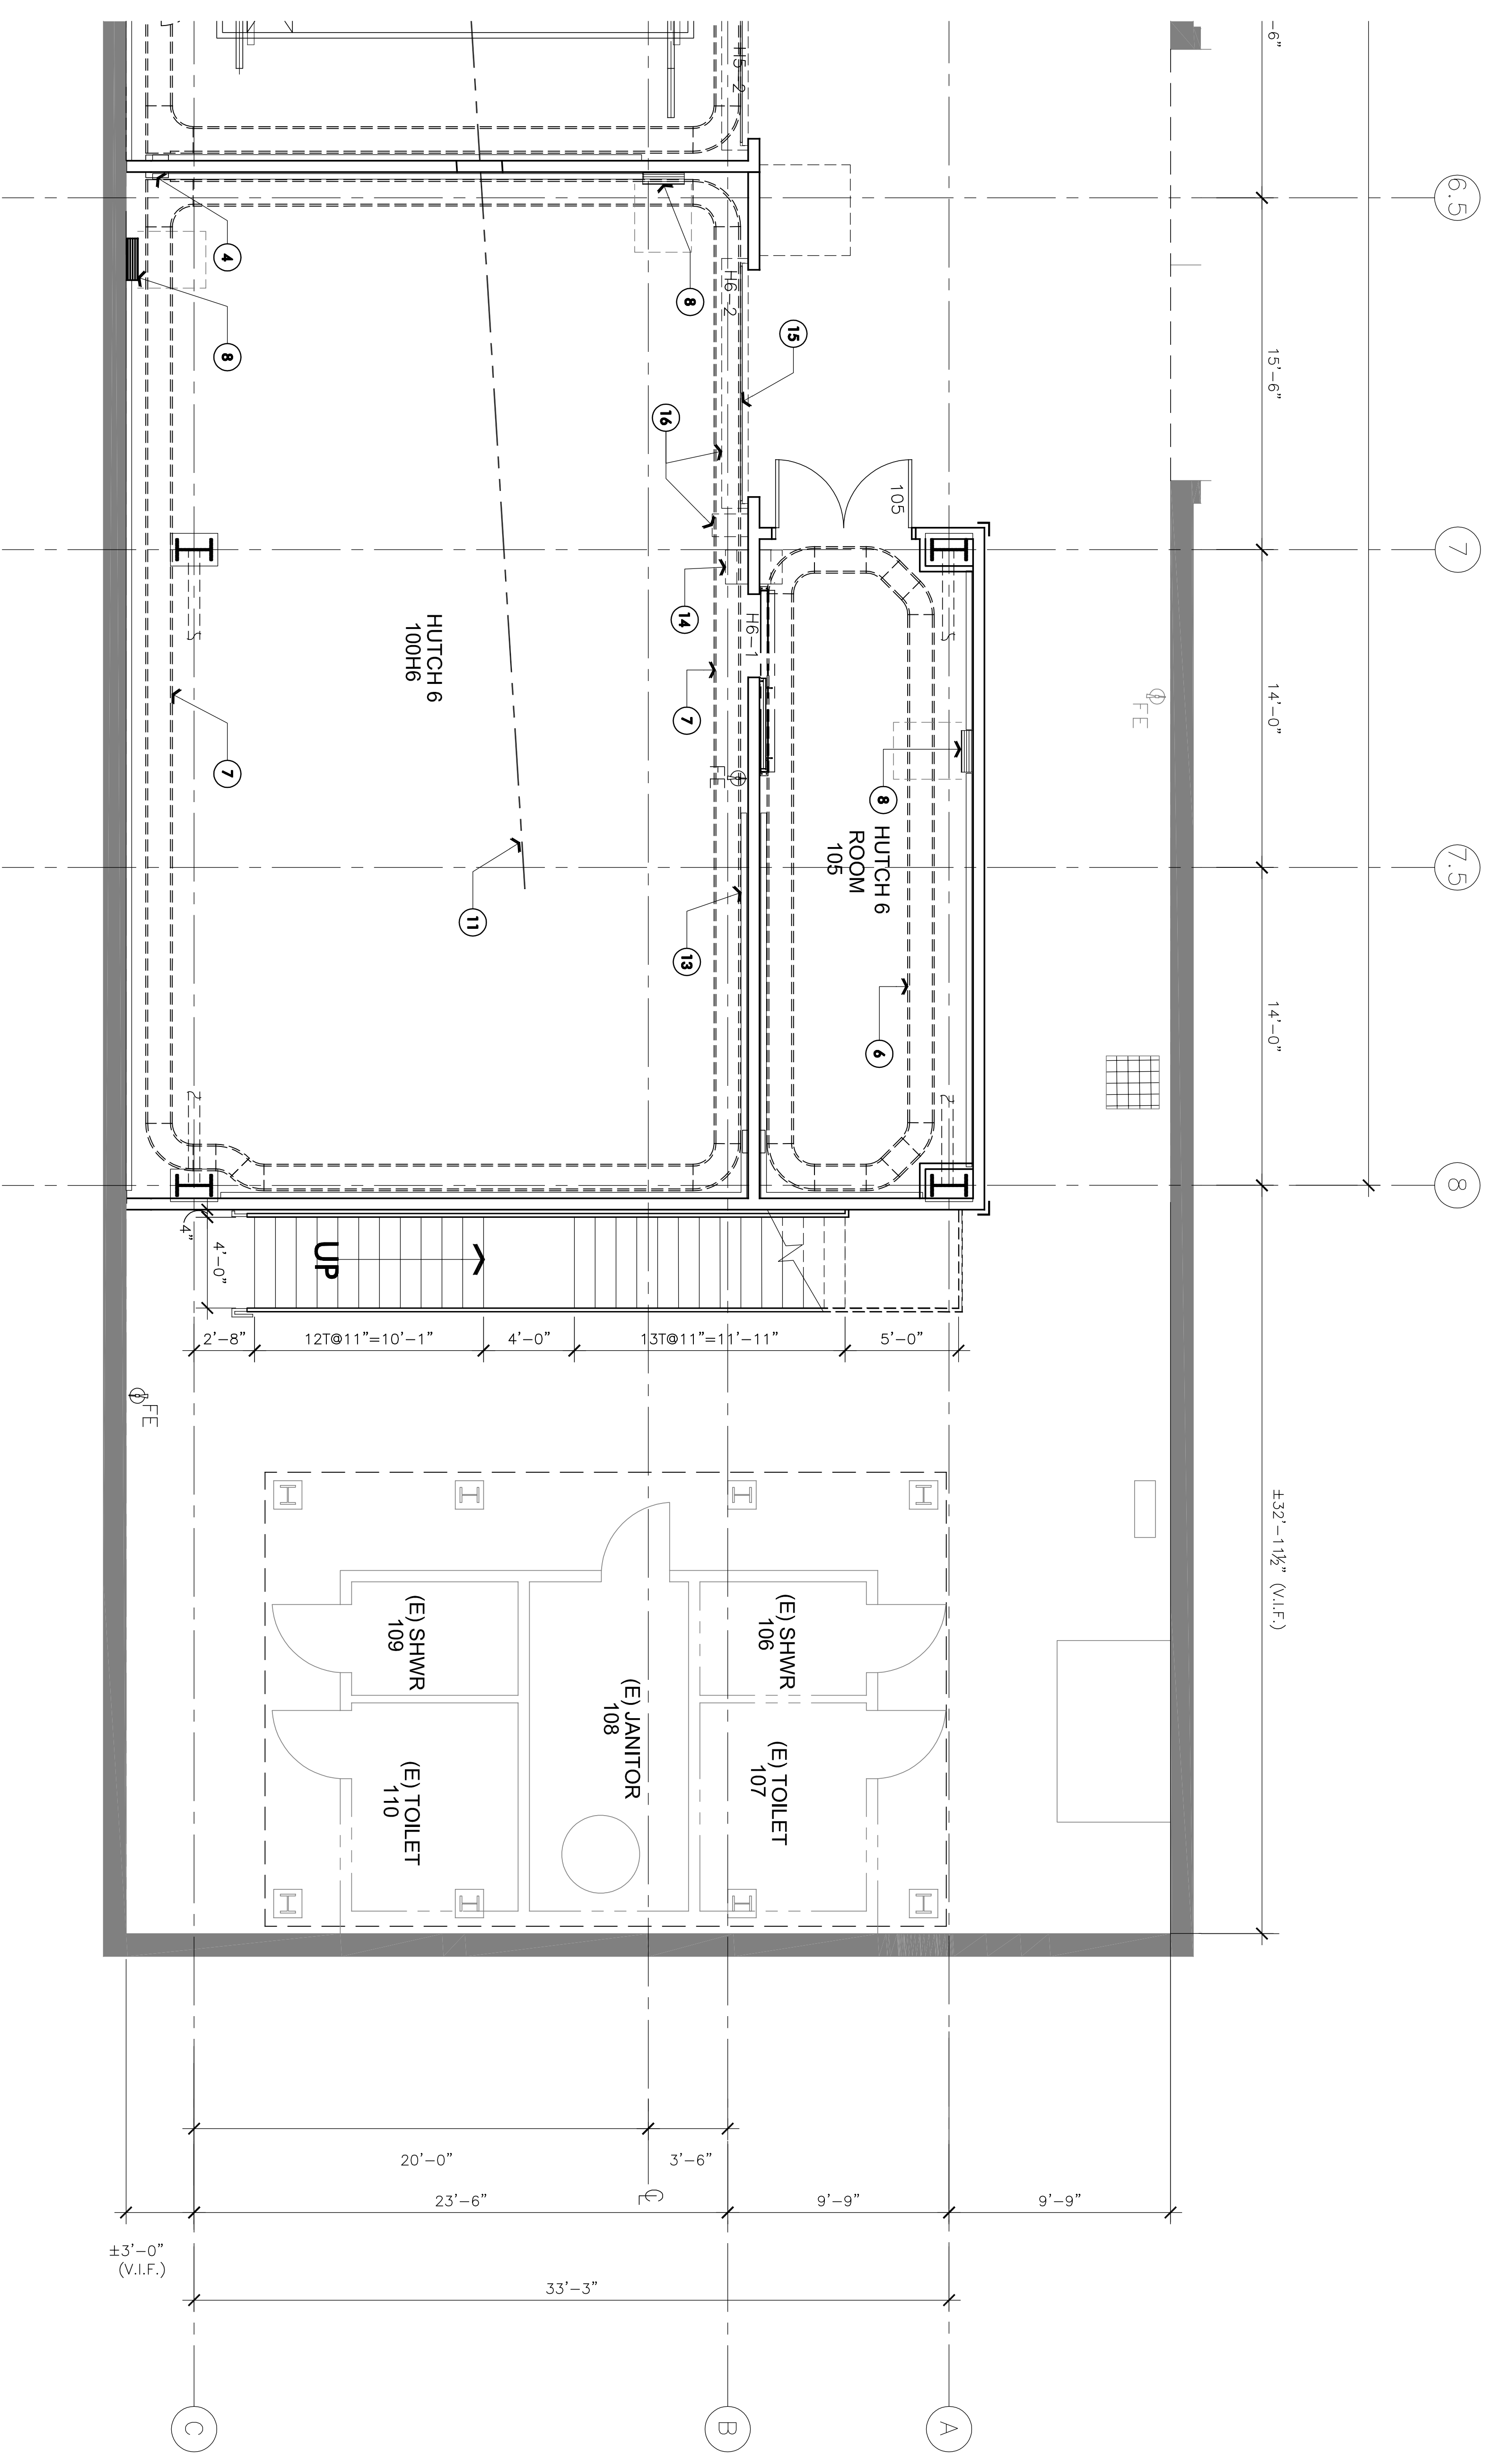 -6"
6.5
H5-2
4
8
8
H6-2
15
15'-6"
16
105
7
HUTCH 6
100H6
14
H6-1
7
7
FE
14'-0"
FE
8
HUTCH 6
ROOM
105
7.5
11
13
6
14'-0"
8
UP
4"
4'-0"
2'-8"
12T@11"=10'-1"
4'-0"
13T@11"=11'-11"
5'-0"
FE
±32'-11½" (V.I.F.)
(E) SHWR
109
(E) SHWR
106
(E) JANITOR
108
(E) TOILET
110
(E) TOILET
107
20'-0"
3'-6"
23'-6"
CL
9'-9"
9'-9"
±3'-0"
(V.I.F.)
33'-3"
C
B
A